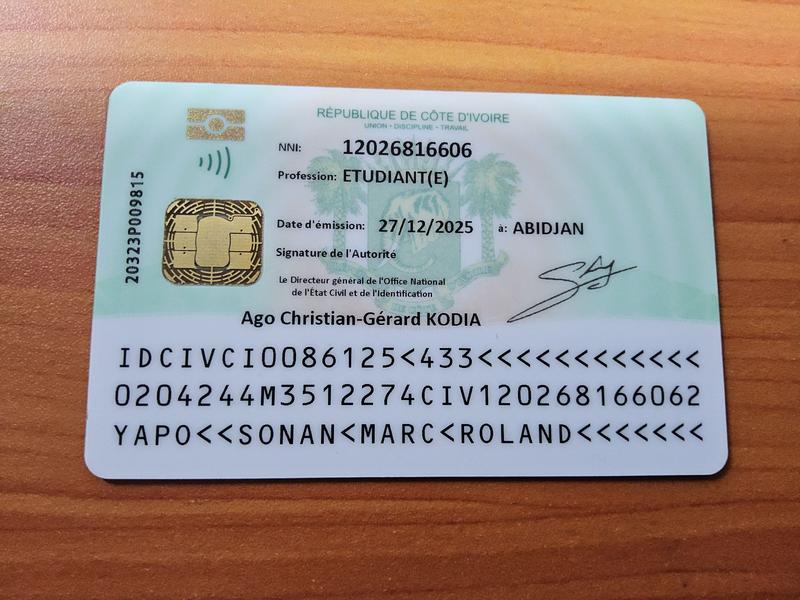 RÉPUBLIQUE DE CÔTE D'IVOIRE
UNION - DISCIPLINE - TRAVAIL
NNI: 12026816606
Profession: ETUDIANT(E)
20323P009815
Date d'émission: 27/12/2025 à: ABIDJAN
Signature de l'Autorité
Le Directeur général de l'Office National
de l'État Civil et de l'Identification
Ago Christian-Gérard KODIA
IDCIVCI0086125<433<<<<<<<<<<<<
0204244M3512274CIV120268166062
YAPO<<SONAN<MARC<ROLAND<<<<<<<